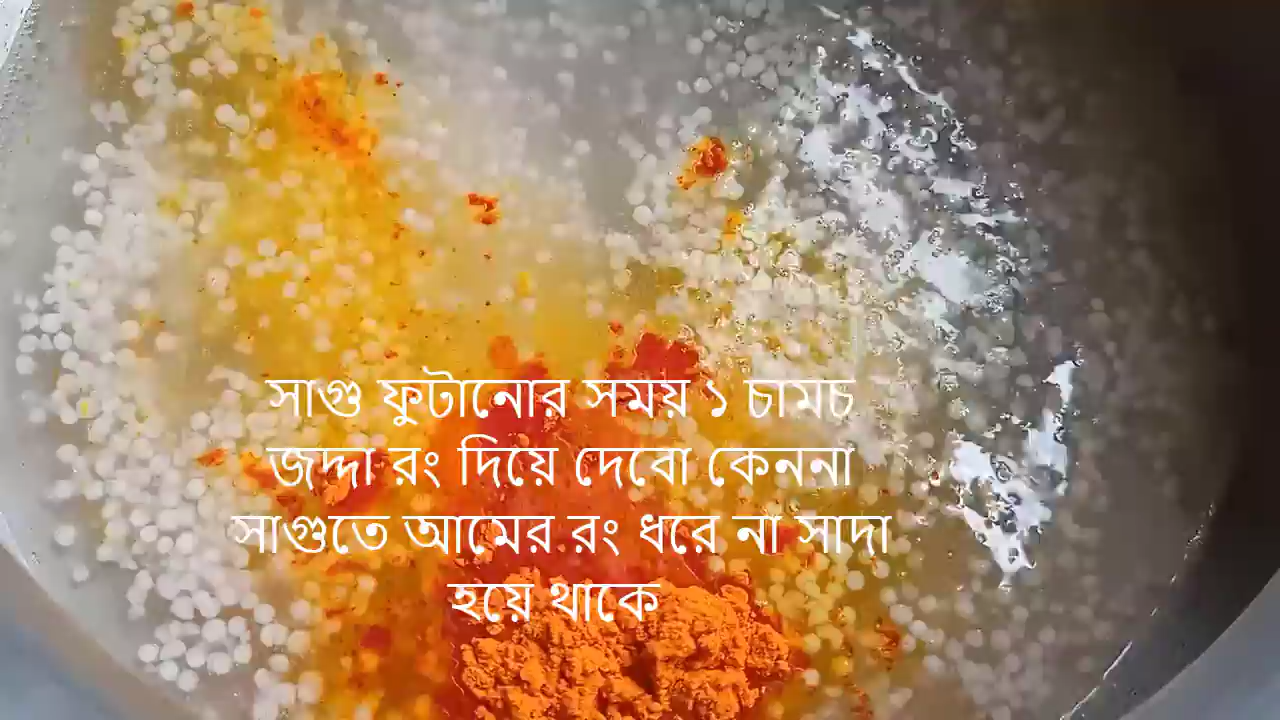 সাগু ফুটানোর সময় ১ চামচ
জদ্দা রং দিয়ে দেবো কেননা
সাগুতে আমের রং ধরে না সাদা
হয়ে থাকে